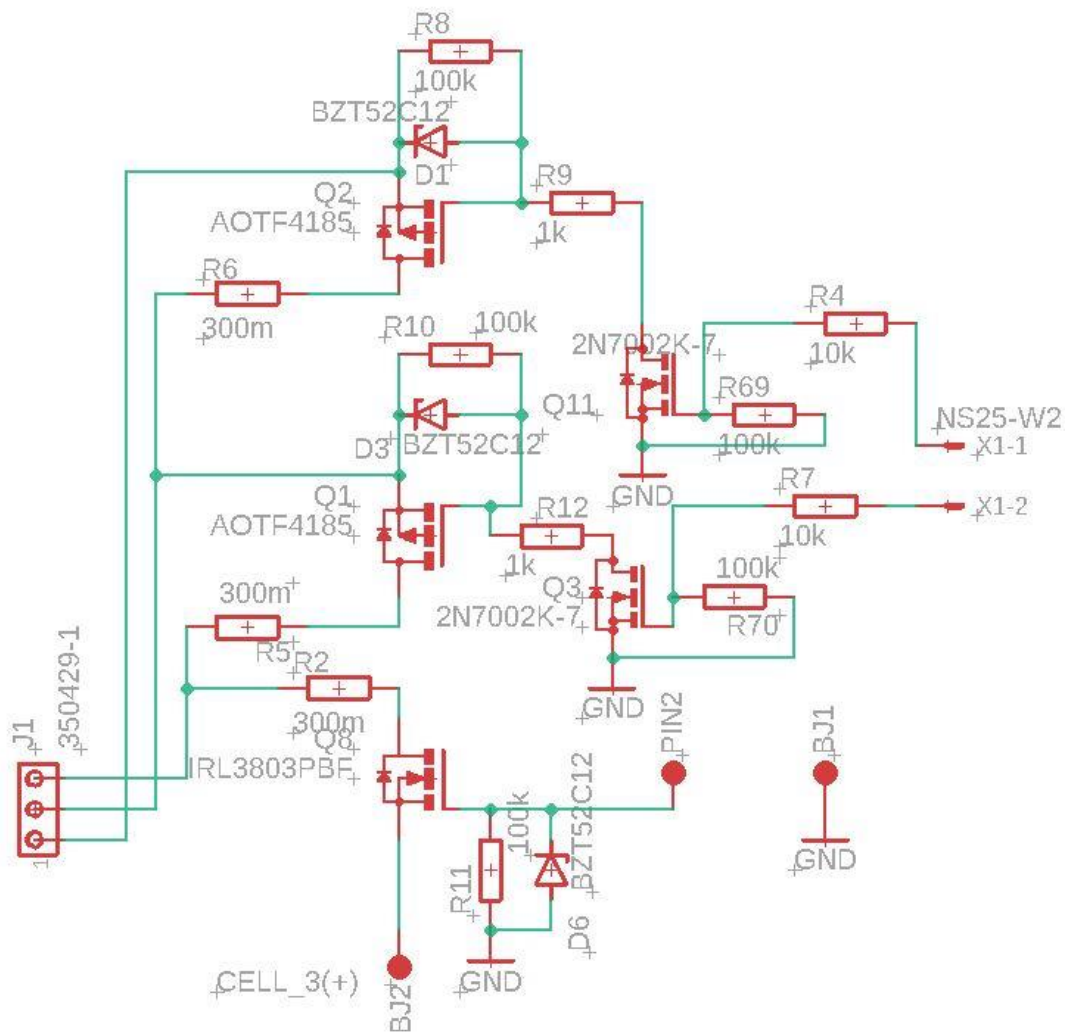 R8
100k
BZT52C12
D1
Q2
AOTF4185
R9
1k
R6
300m
R10
100k
R4
10k
2N7002K-7
Q11
R69
100k
NS25-W2
X1-1
D3
BZT52C12
GND
R7
10k
X1-2
Q1
AOTF4185
R12
1k
Q3
2N7002K-7
100k
R70
300m
R5
R2
300m
GND
Q8
IRL3803PBF
PIN2
BJ1
J1
350429-1
1
100k
R11
BZT52C12
D6
GND
GND
CELL_3(+)
BJ2